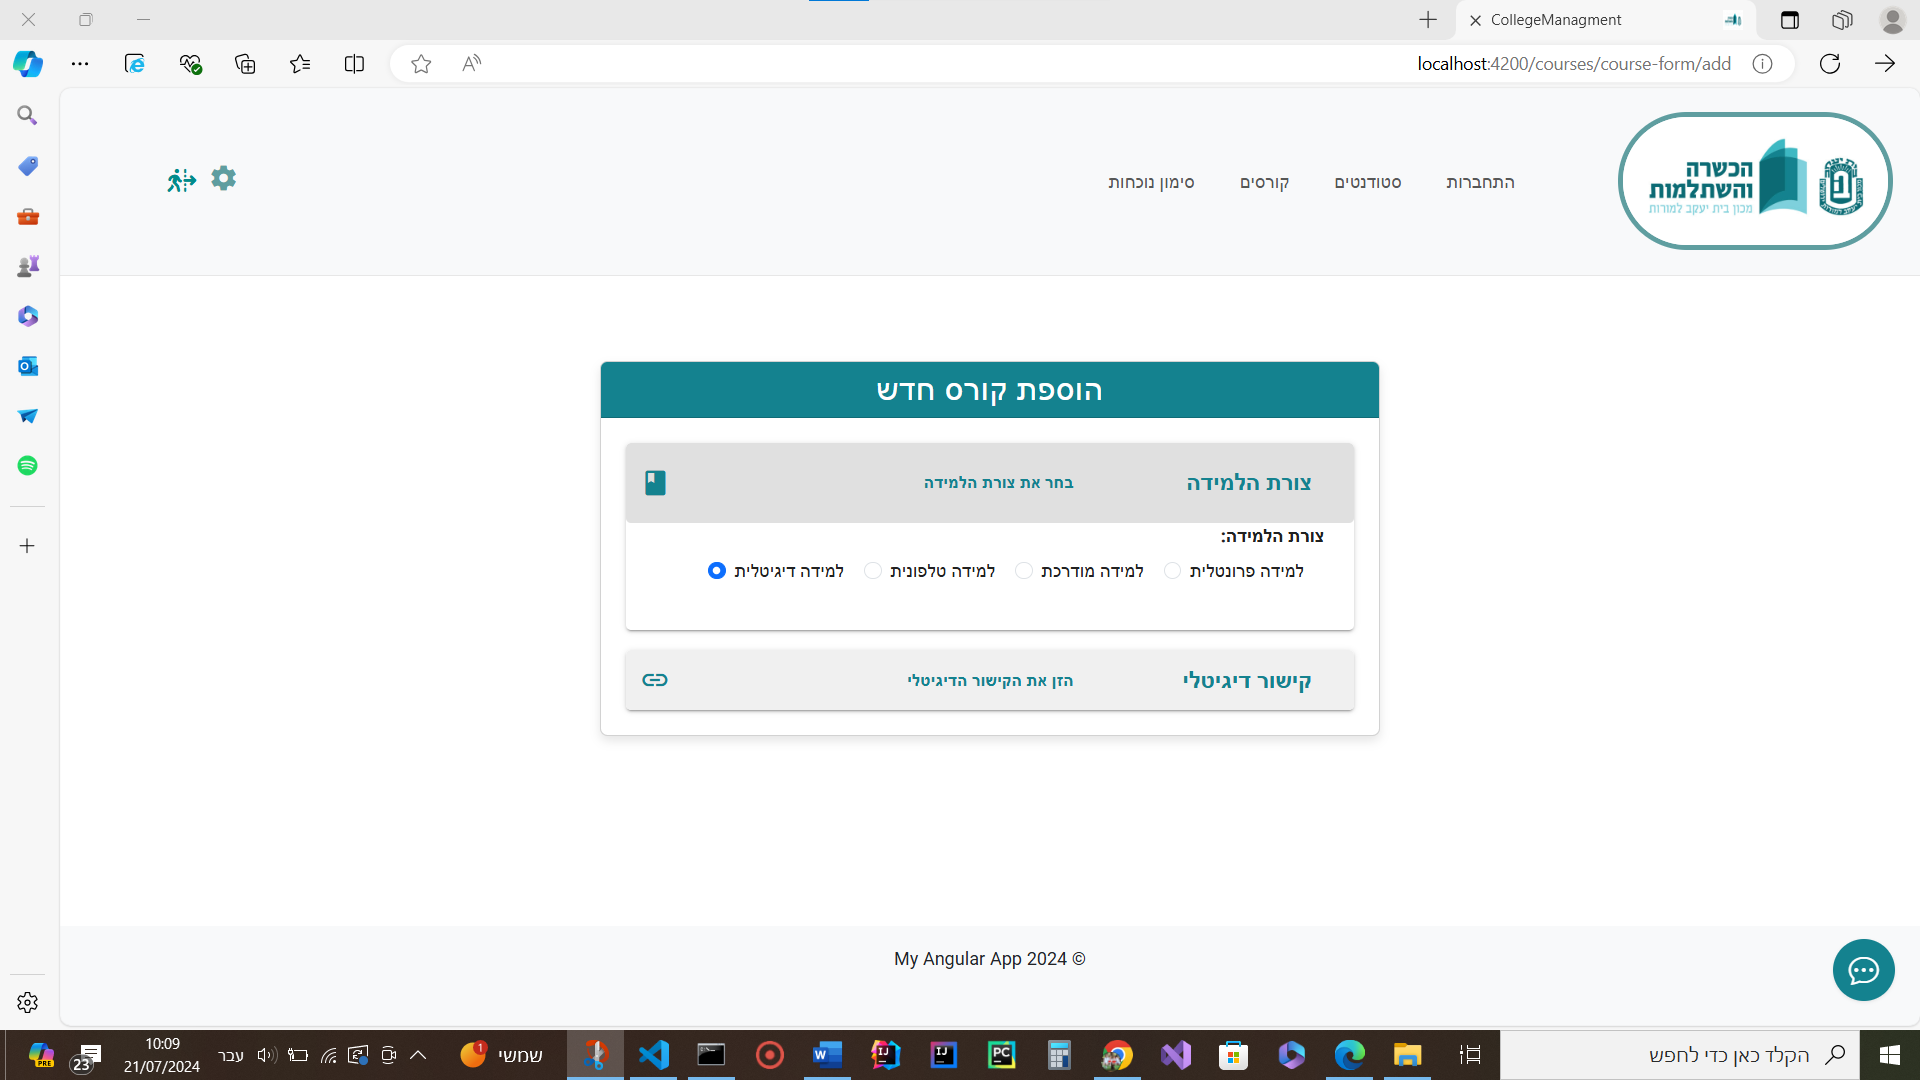 CollegeManagment
localhost:4200/courses/course-form/add
הכשרה
והשתלמות
מכון בית יעקב למורות
התחברות
סטודנטים
קורסים
סימון נוכחות
הוספת קורס חדש
צורת הלמידה
בחר את צורת הלמידה
צורת הלמידה:
למידה פרונטלית
למידה מודרכת
למידה טלפונית
למידה דיגיטלית
קישור דיגיטלי
הזן את הקישור הדיגיטלי
My Angular App 2024 ©
הקלד כאן כדי לחפש
שמשי
1
עבר
10:09
21/07/2024
23
PRE